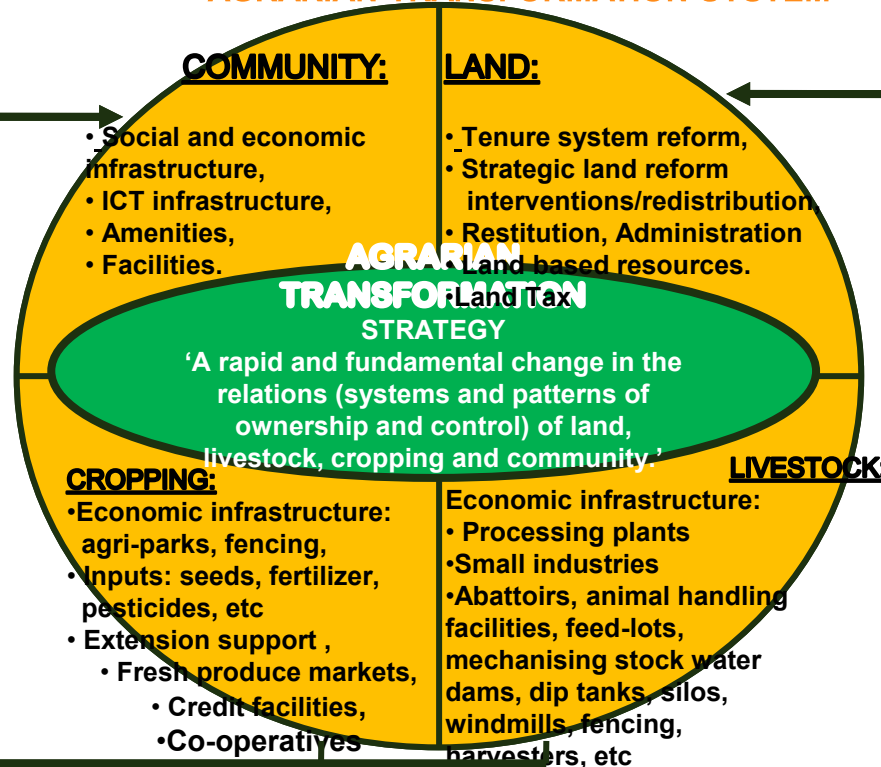 AGRARIAN TRANSFORMATION SYSTEM
COMMUNITY:
• Social and economic
infrastructure,
• ICT infrastructure,
• Amenities,
• Facilities.
LAND:
• Tenure system reform,
• Strategic land reform
interventions/redistribution,
• Restitution, Administration
• Land based resources.
•Land Tax
AGRARIAN
TRANSFORMATION
STRATEGY
‘A rapid and fundamental change in the
relations (systems and patterns of
ownership and control) of land,
livestock, cropping and community.’
CROPPING:
•Economic infrastructure:
agri-parks, fencing,
• Inputs: seeds, fertilizer,
pesticides, etc
• Extension support ,
• Fresh produce markets,
• Credit facilities,
•Co-operatives
LIVESTOCK:
Economic infrastructure:
• Processing plants
•Small industries
•Abattoirs, animal handling
facilities, feed-lots,
mechanising stock water
dams, dip tanks, silos,
windmills, fencing,
harvesters, etc